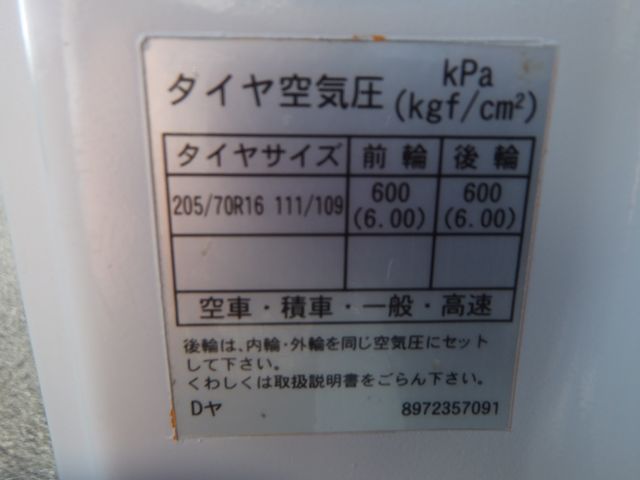 タイヤ空気圧 kPa
(kgf/cm²)
タイヤサイズ 前輪 後輪
205/70R16 111/109 600 600
(6.00) (6.00)
空車・積車・一般・高速
後輪は、内輪・外輪を同じ空気圧にセット
して下さい。
くわしくは取扱説明書をごらん下さい。
Dヤ 8972357091